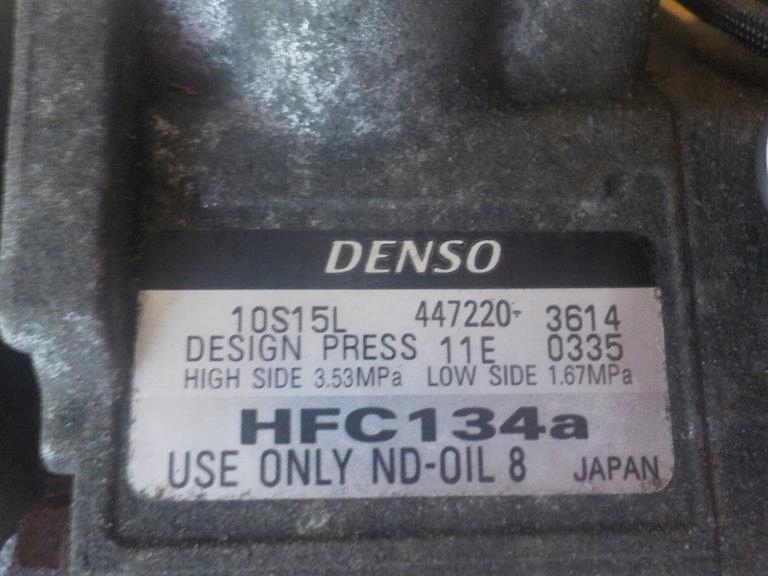 DENSO
10S15L 447220- 3614
DESIGN PRESS 11E 0335
HIGH SIDE 3.53MPa LOW SIDE 1.67MPa
HFC134a
USE ONLY ND-OIL 8 JAPAN